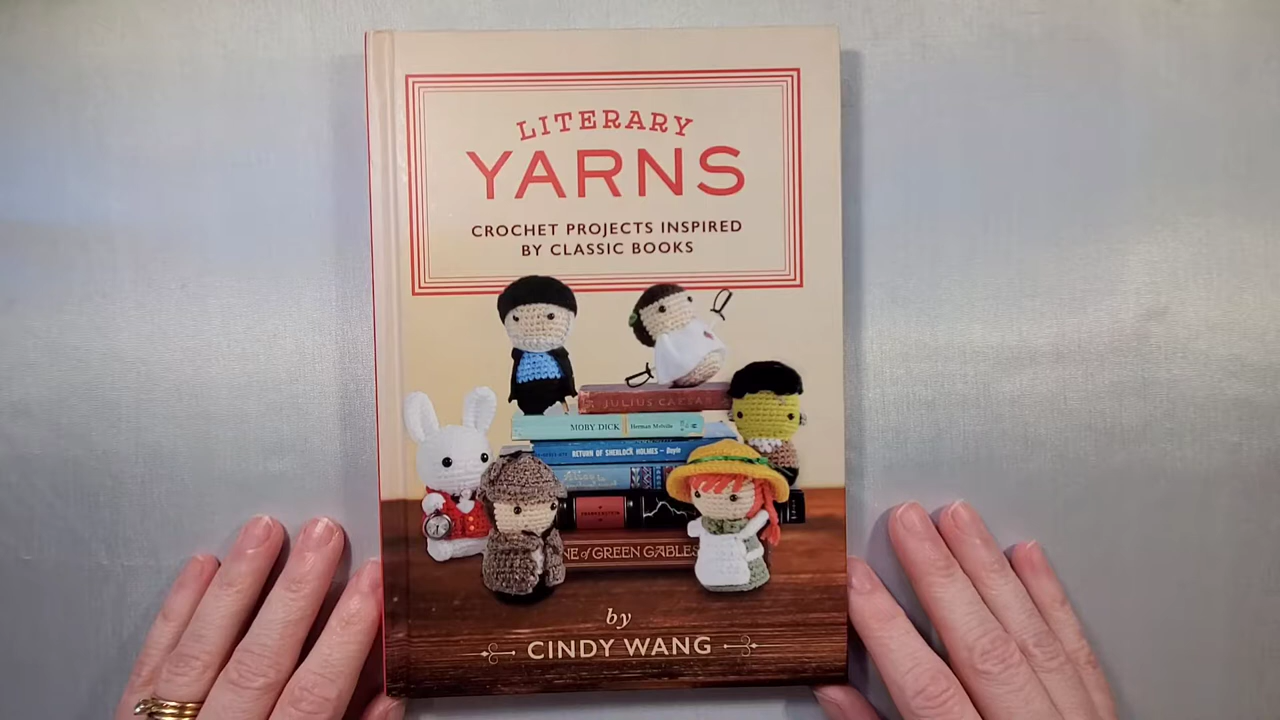 LITERARY
YARNS
CROCHET PROJECTS INSPIRED
BY CLASSIC BOOKS
JULIUS CAESAR
MOBY DICK Herman Melville
RETURN OF SHERLOCK HOLMES – Doyle
FRANKENSTEIN
NE of GREEN GABLES
by
CINDY WANG